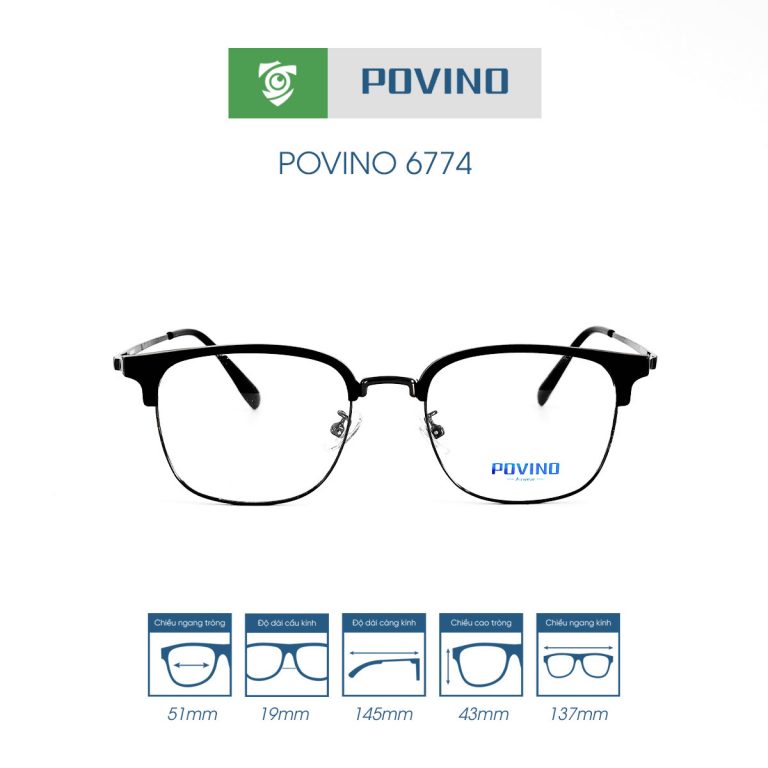 POVINO
POVINO 6774
POVINO
Chiều ngang tròng
Độ dài cầu kính
Độ dài càng kính
Chiều cao tròng
Chiều ngang kính
51mm
19mm
145mm
43mm
137mm